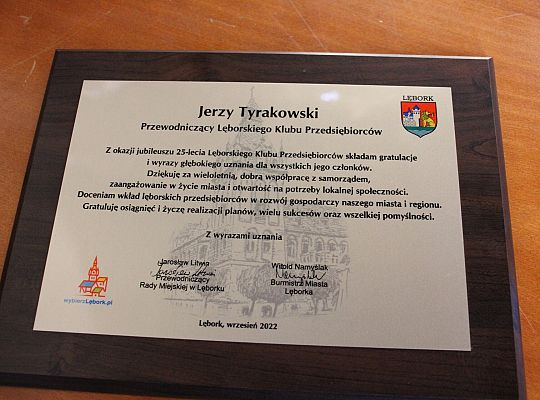 LĘBORK
Jerzy Tyrakowski
Przewodniczący Lęborskiego Klubu Przedsiębiorców
Z okazji jubileuszu 25-lecia Lęborskiego Klubu Przedsiębiorców składam gratulacje
i wyrazy głębokiego uznania dla wszystkich jego członków.
Dziękuję za wieloletnią, dobrą współpracę z samorządem,
zaangażowanie w życie miasta i otwartość na potrzeby lokalnej społeczności.
Doceniam wkład lęborskich przedsiębiorców w rozwój gospodarczy naszego miasta i regionu.
Gratuluję osiągnięć i życzę realizacji planów, wielu sukcesów oraz wszelkiej pomyślności.
Z wyrazami uznania
Jarosław Litwin
Przewodniczący
Rady Miejskiej w Lęborku
Witold Namyślak
Burmistrz Miasta
Lęborka
wybierzLębork.pl
Lębork, wrzesień 2022